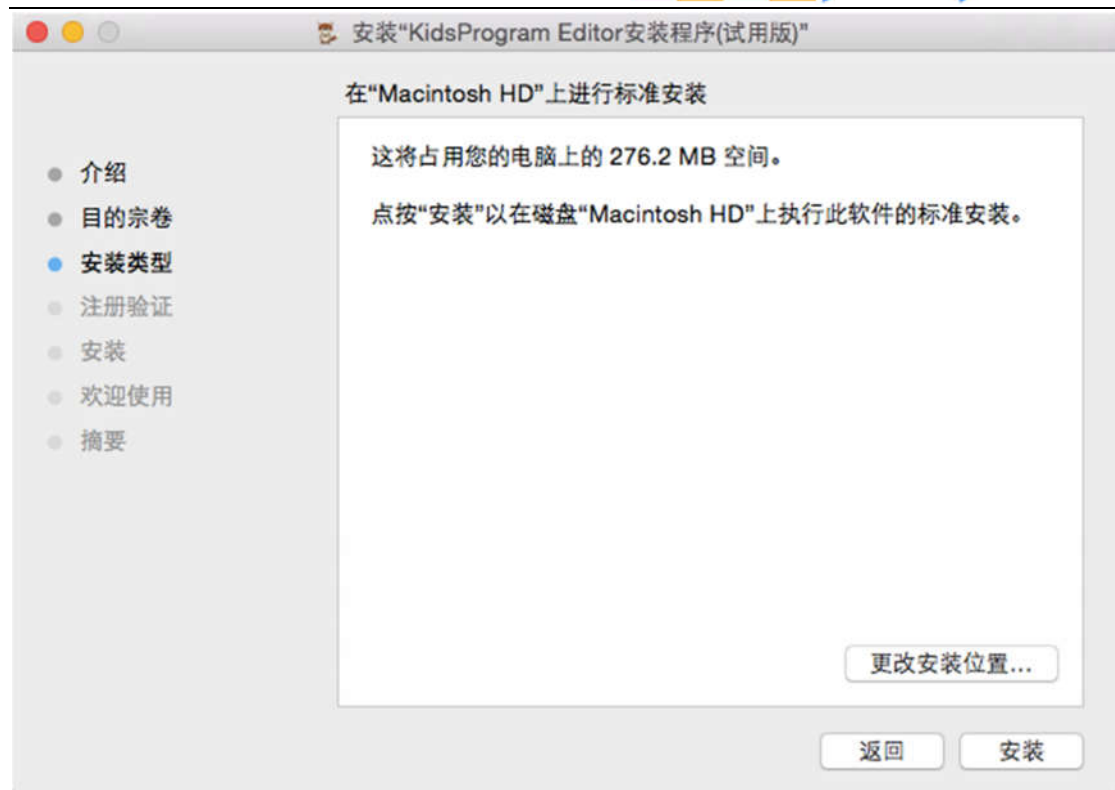 安装“KidsProgram Editor安装程序(试用版)”
在“Macintosh HD”上进行标准安装
介绍
目的宗卷
安装类型
注册验证
安装
欢迎使用
摘要
这将占用您的电脑上的 276.2 MB 空间。
点按“安装”以在磁盘“Macintosh HD”上执行此软件的标准安装。
更改安装位置...
返回
安装